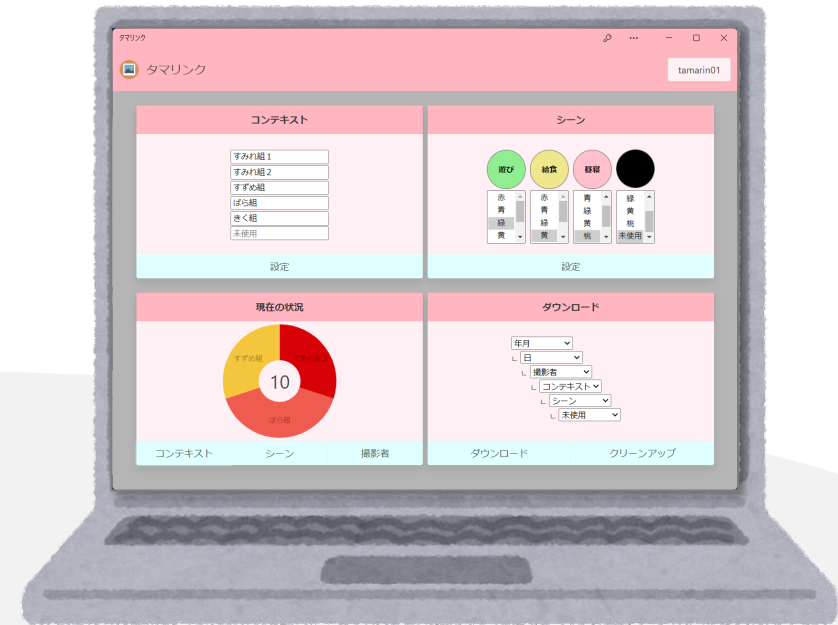 タマリンク
タマリンク
tamarin01
コンテキスト
すみれ組1
すみれ組2
すずめ組
ばら組
きく組
未使用
設定
シーン
遊び 給食 昼寝
赤 赤 青 緑
青 青 緑 黄
緑 緑 黄 桃
黄 黄 桃 未使用
設定
現在の状況
すずめ組
10
ばら組
コンテキスト シーン 撮影者
ダウンロード
年月
日
撮影者
コンテキスト
シーン
未使用
ダウンロード クリーンアップ